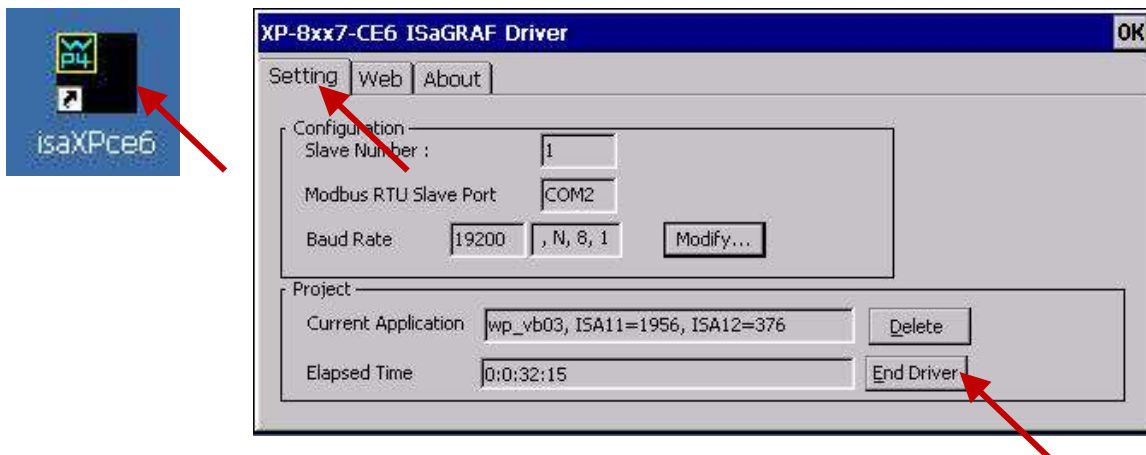 P4
isaXPce6
XP-8xx7-CE6 ISaGRAF Driver OK
Setting Web About
Configuration
Slave Number : 1
Modbus RTU Slave Port COM2
Baud Rate 19200 , N, 8, 1 Modify...
Project
Current Application wp_vb03, ISA11=1956, ISA12=376 Delete
Elapsed Time 0:0:32:15 End Driver